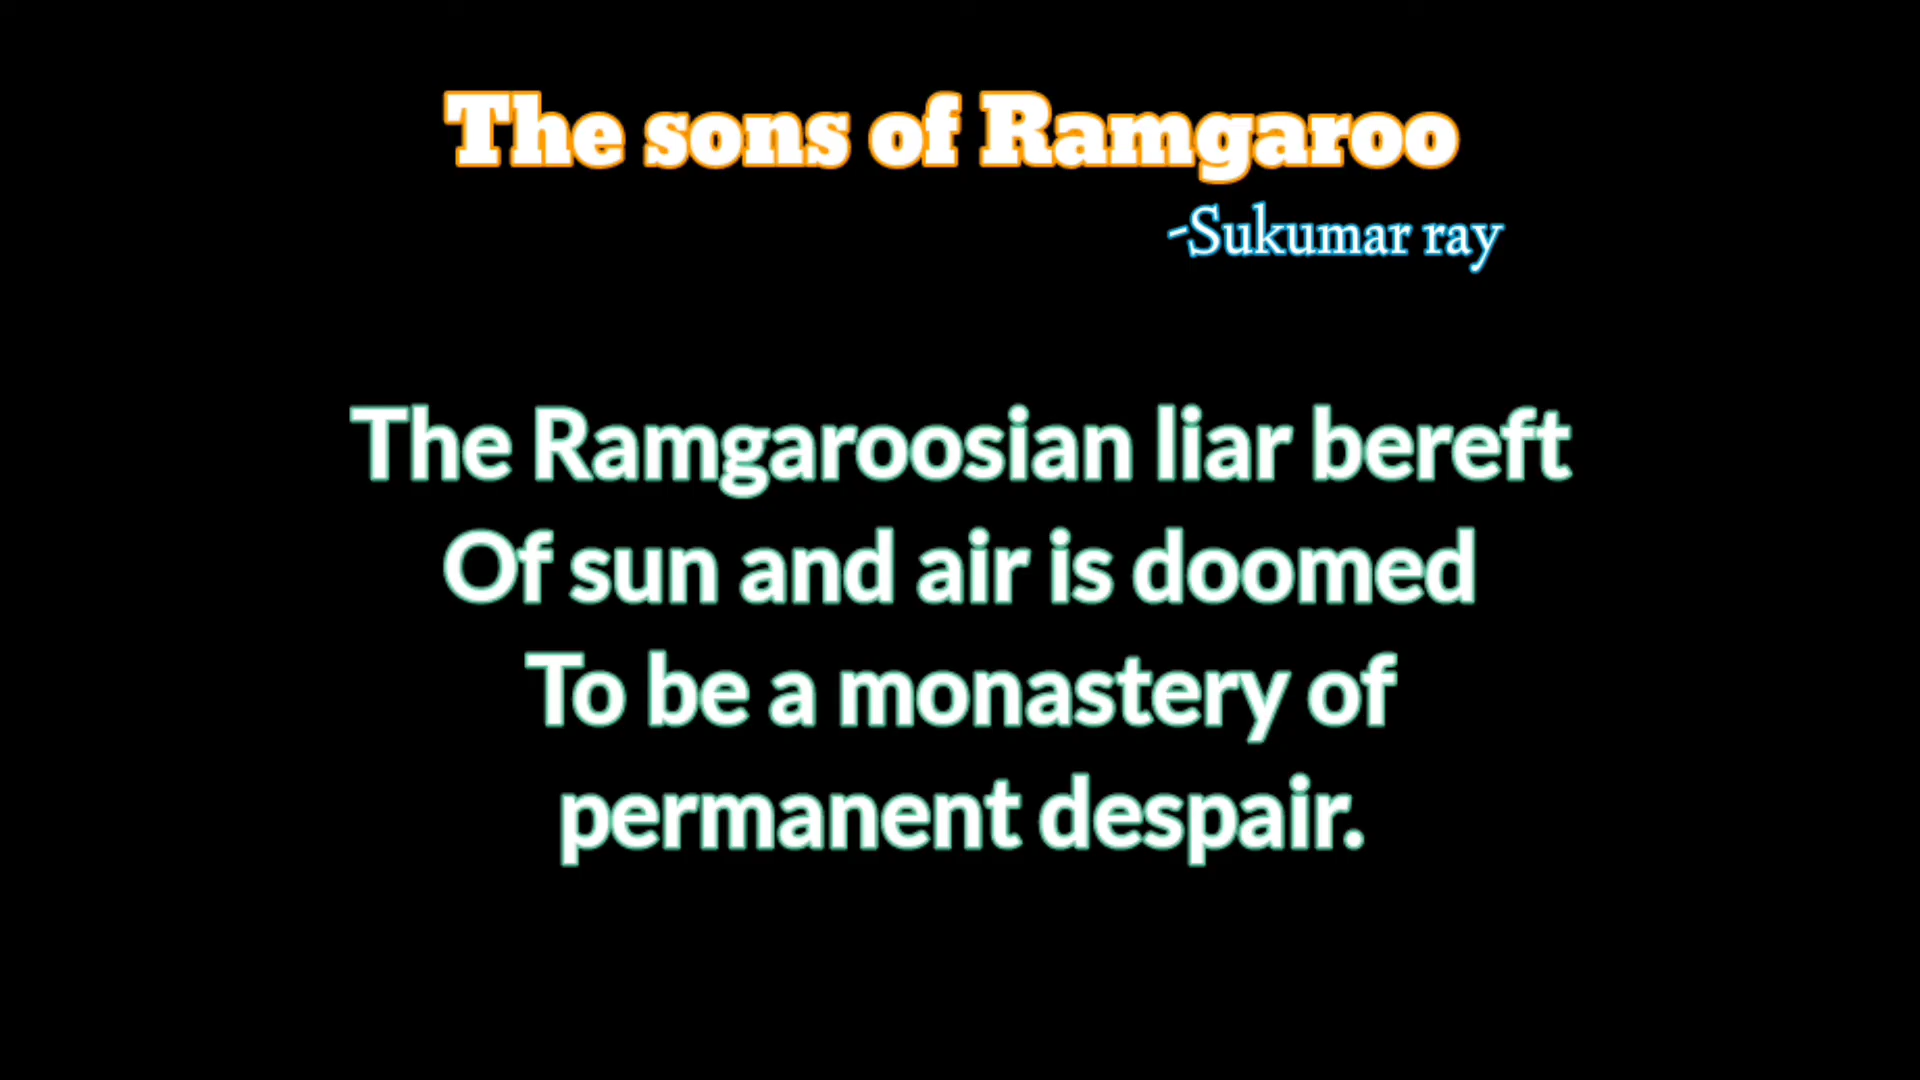 The sons of Ramgaroo
-Sukumar ray
The Ramgaroosian liar bereft
Of sun and air is doomed
To be a monastery of
permanent despair.